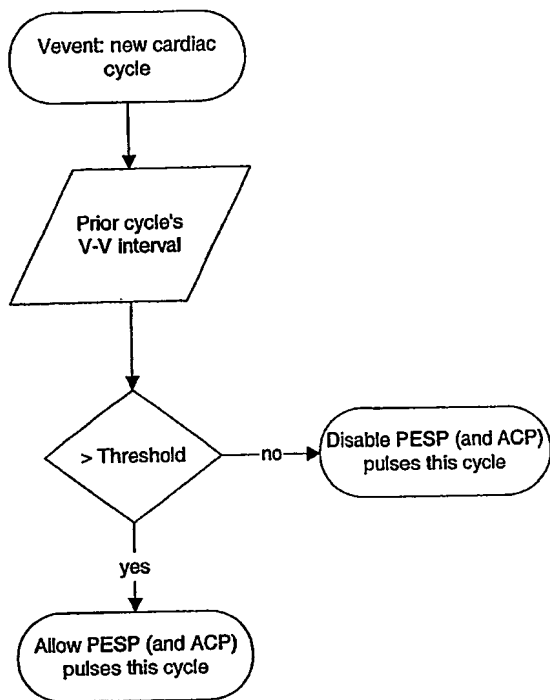 Vevent: new cardiac
cycle
Prior cycle's
V-V interval
> Threshold
no
Disable PESP (and ACP)
pulses this cycle
yes
Allow PESP (and ACP)
pulses this cycle